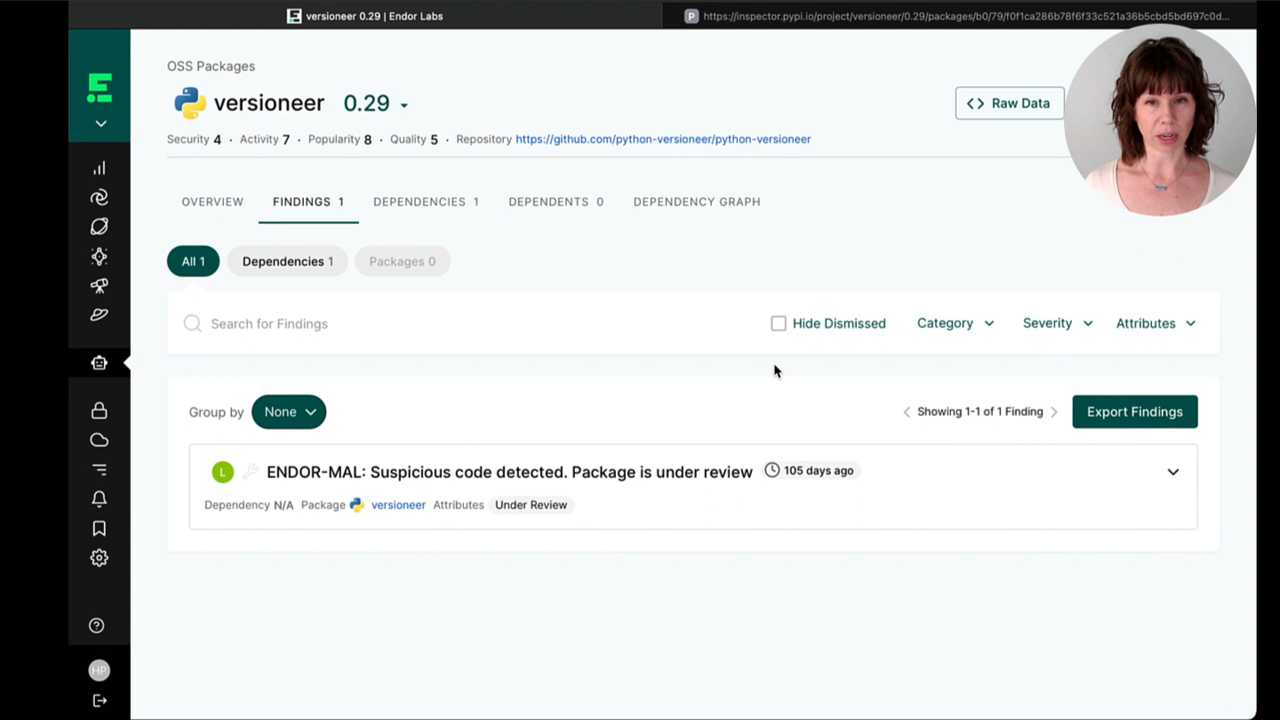 versioneer 0.29 | Endor Labs
P https://inspector.pypi.io/project/versioneer/0.29/packages/b0/79/f0f1ca286b78f6f33c521a36b5cbd5bd697c0d...
OSS Packages
versioneer 0.29
<> Raw Data
Security 4 · Activity 7 · Popularity 8 · Quality 5 · Repository https://github.com/python-versioneer/python-versioneer
OVERVIEW FINDINGS 1 DEPENDENCIES 1 DEPENDENTS 0 DEPENDENCY GRAPH
All 1 Dependencies 1 Packages 0
Search for Findings Hide Dismissed Category Severity Attributes
Group by None Showing 1-1 of 1 Finding Export Findings
L ENDOR-MAL: Suspicious code detected. Package is under review 105 days ago
Dependency N/A Package versioneer Attributes Under Review
HP